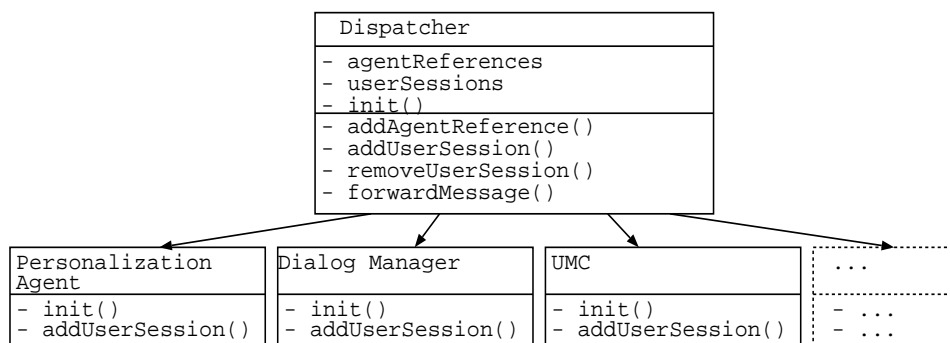 Dispatcher
- agentReferences
- userSessions
- init()
- addAgentReference()
- addUserSession()
- removeUserSession()
- forwardMessage()
Personalization
Agent
- init()
- addUserSession()
Dialog Manager
- init()
- addUserSession()
UMC
- init()
- addUserSession()
...
- ...
- ...